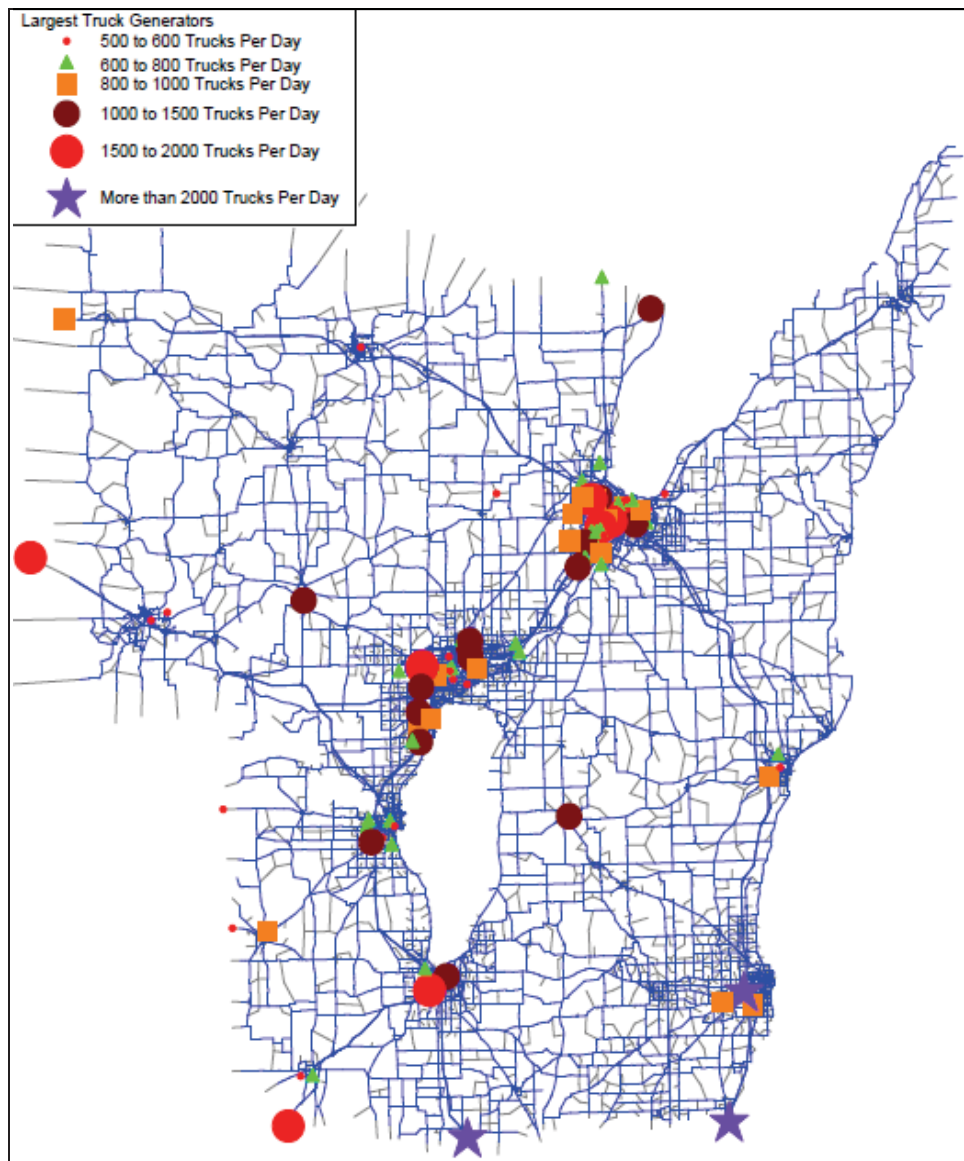 Largest Truck Generators
500 to 600 Trucks Per Day
600 to 800 Trucks Per Day
800 to 1000 Trucks Per Day
1000 to 1500 Trucks Per Day
1500 to 2000 Trucks Per Day
More than 2000 Trucks Per Day